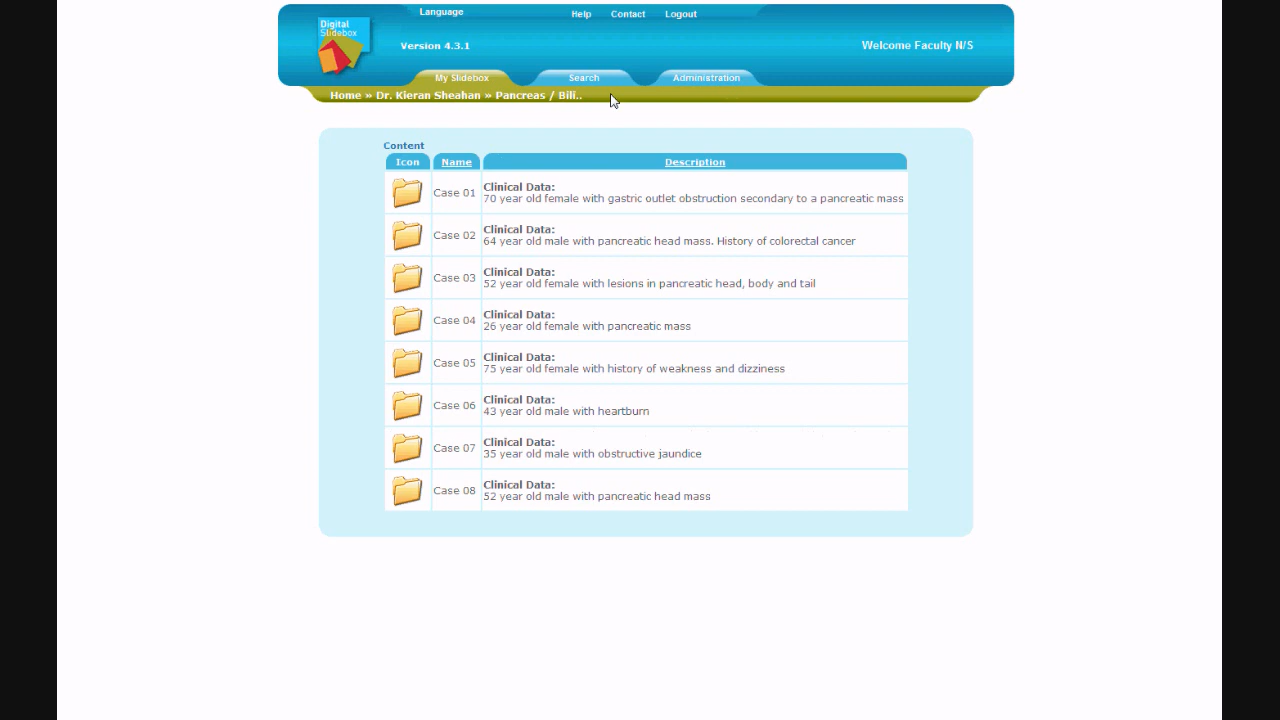 Language
Help Contact Logout
Digital
Slidebox
Version 4.3.1
Welcome Faculty N/S
My Slidebox Search Administration
Home » Dr. Kieran Sheahan » Pancreas / Bili..
Content
Icon Name Description
Case 01
Clinical Data:
70 year old female with gastric outlet obstruction secondary to a pancreatic mass
Case 02
Clinical Data:
64 year old male with pancreatic head mass. History of colorectal cancer
Case 03
Clinical Data:
52 year old female with lesions in pancreatic head, body and tail
Case 04
Clinical Data:
26 year old female with pancreatic mass
Case 05
Clinical Data:
75 year old female with history of weakness and dizziness
Case 06
Clinical Data:
43 year old male with heartburn
Case 07
Clinical Data:
35 year old male with obstructive jaundice
Case 08
Clinical Data:
52 year old male with pancreatic head mass